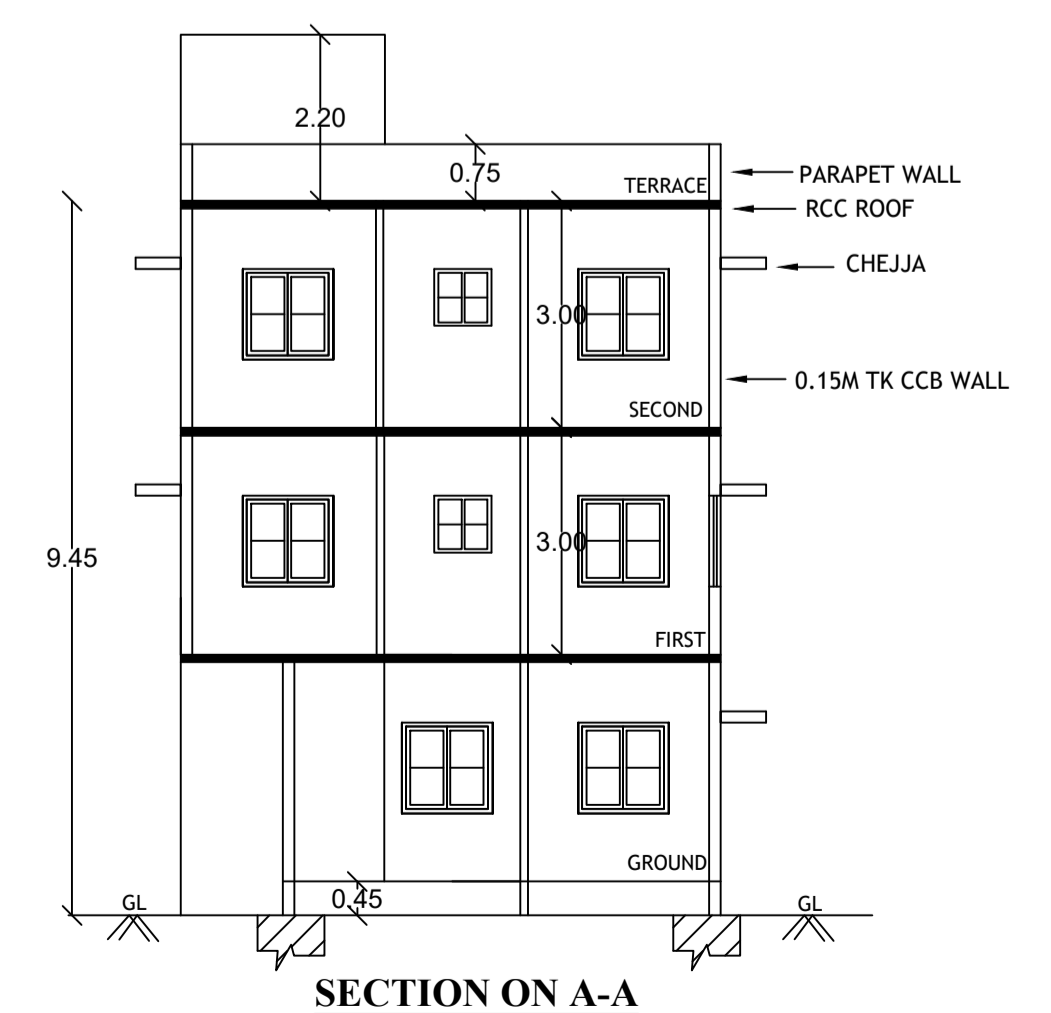 2.20
0.75
TERRACE
PARAPET WALL
RCC ROOF
CHEJJA
3.00
0.15M TK CCB WALL
SECOND
3.00
9.45
FIRST
GROUND
0.45
GL
GL
SECTION ON A-A